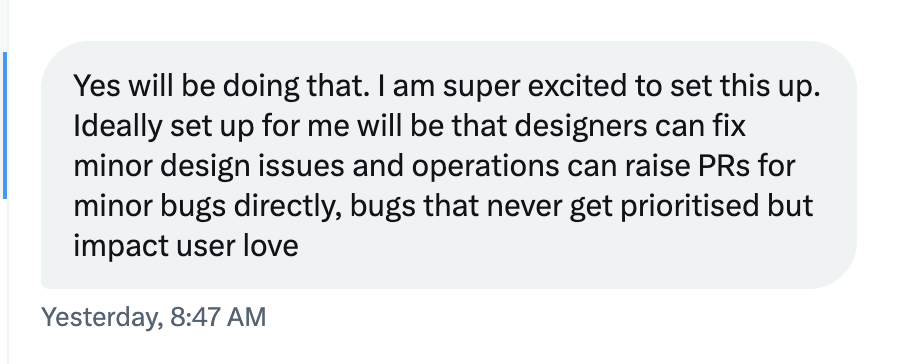 Yes will be doing that. I am super excited to set this up.
Ideally set up for me will be that designers can fix
minor design issues and operations can raise PRs for
minor bugs directly, bugs that never get prioritised but
impact user love
Yesterday, 8:47 AM